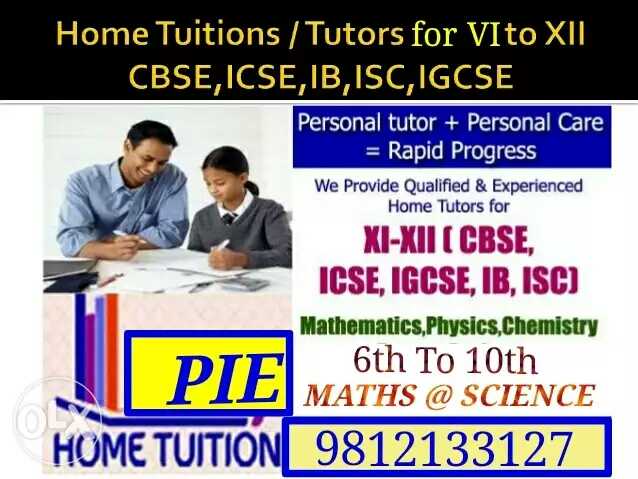 Home Tuitions / Tutors for VI to XII
CBSE,ICSE,IB,ISC,IGCSE
Personal tutor + Personal Care
= Rapid Progress
We Provide Qualified & Experienced
Home Tutors for
XI-XII ( CBSE,
ICSE, IGCSE, IB, ISC)
Mathematics,Physics,Chemistry
6th To 10th
MATHS @ SCIENCE
PIE
OLX
HOME TUITION
9812133127